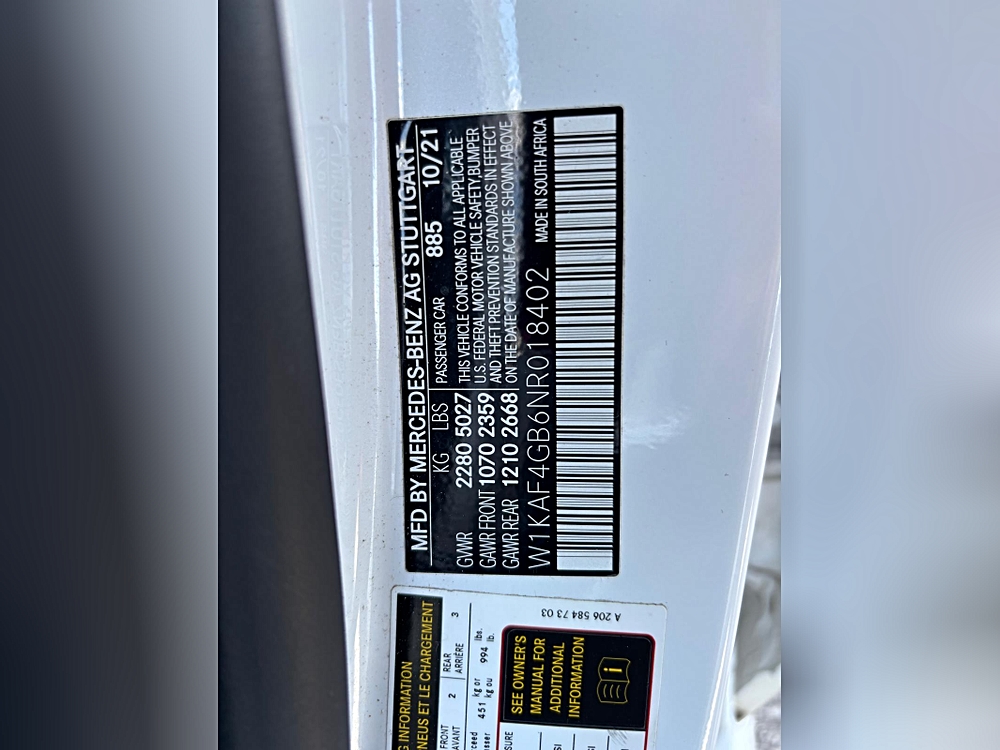 MFD BY MERCEDES-BENZ AG STUTTGART
KG LBS PASSENGER CAR 885 10/21
GVWR 2280 5027 THIS VEHICLE CONFORMS TO ALL APPLICABLE
GAWR FRONT 1070 2359 U.S. FEDERAL MOTOR VEHICLE SAFETY,BUMPER
GAWR REAR 1210 2668 AND THEFT PREVENTION STANDARDS IN EFFECT
ON THE DATE OF MANUFACTURE SHOWN ABOVE
W1KAF4GB6NR018402 MADE IN SOUTH AFRICA
INFORMATION
ET LE CHARGEMENT
FRONT 2 REAR 3
AVANT ARRIÈRE
451 kg or 994 lbs.
kg ou lb.
SEE OWNER'S
MANUAL FOR
ADDITIONAL
INFORMATION
A 206 584 73 03